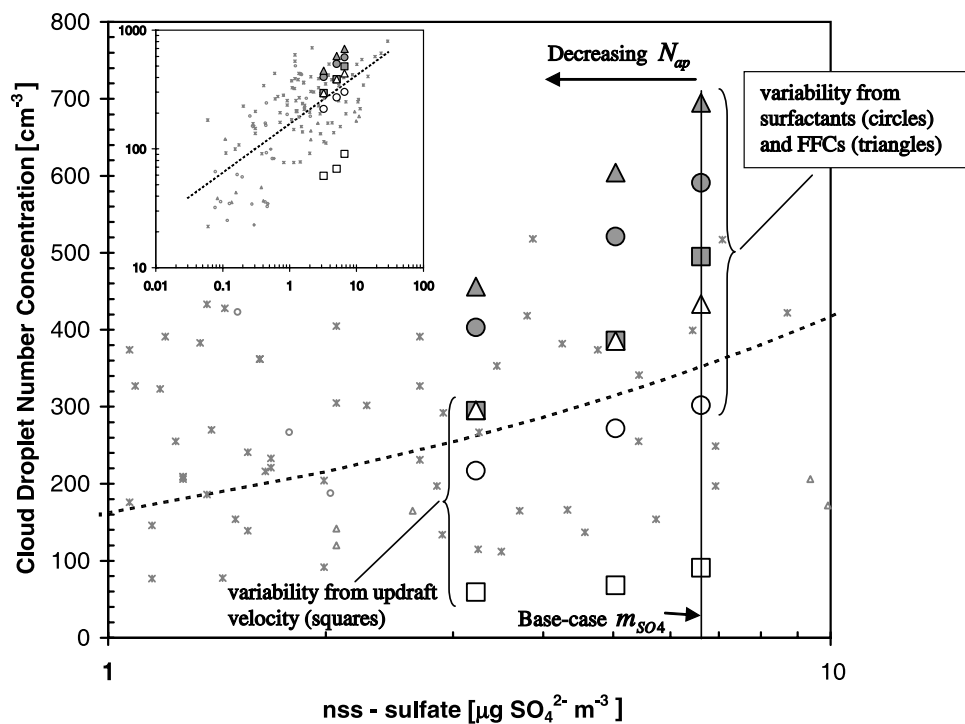 800
700
600
500
400
300
200
100
0
Cloud Droplet Number Concentration [cm⁻³]
1000
100
10
0.01 0.1 1 10 100
Decreasing N_ap
variability from
surfactants (circles)
and FFCs (triangles)
variability from updraft
velocity (squares)
Base-case m_SO4
1 10
nss - sulfate [µg SO₄²⁻ m⁻³]